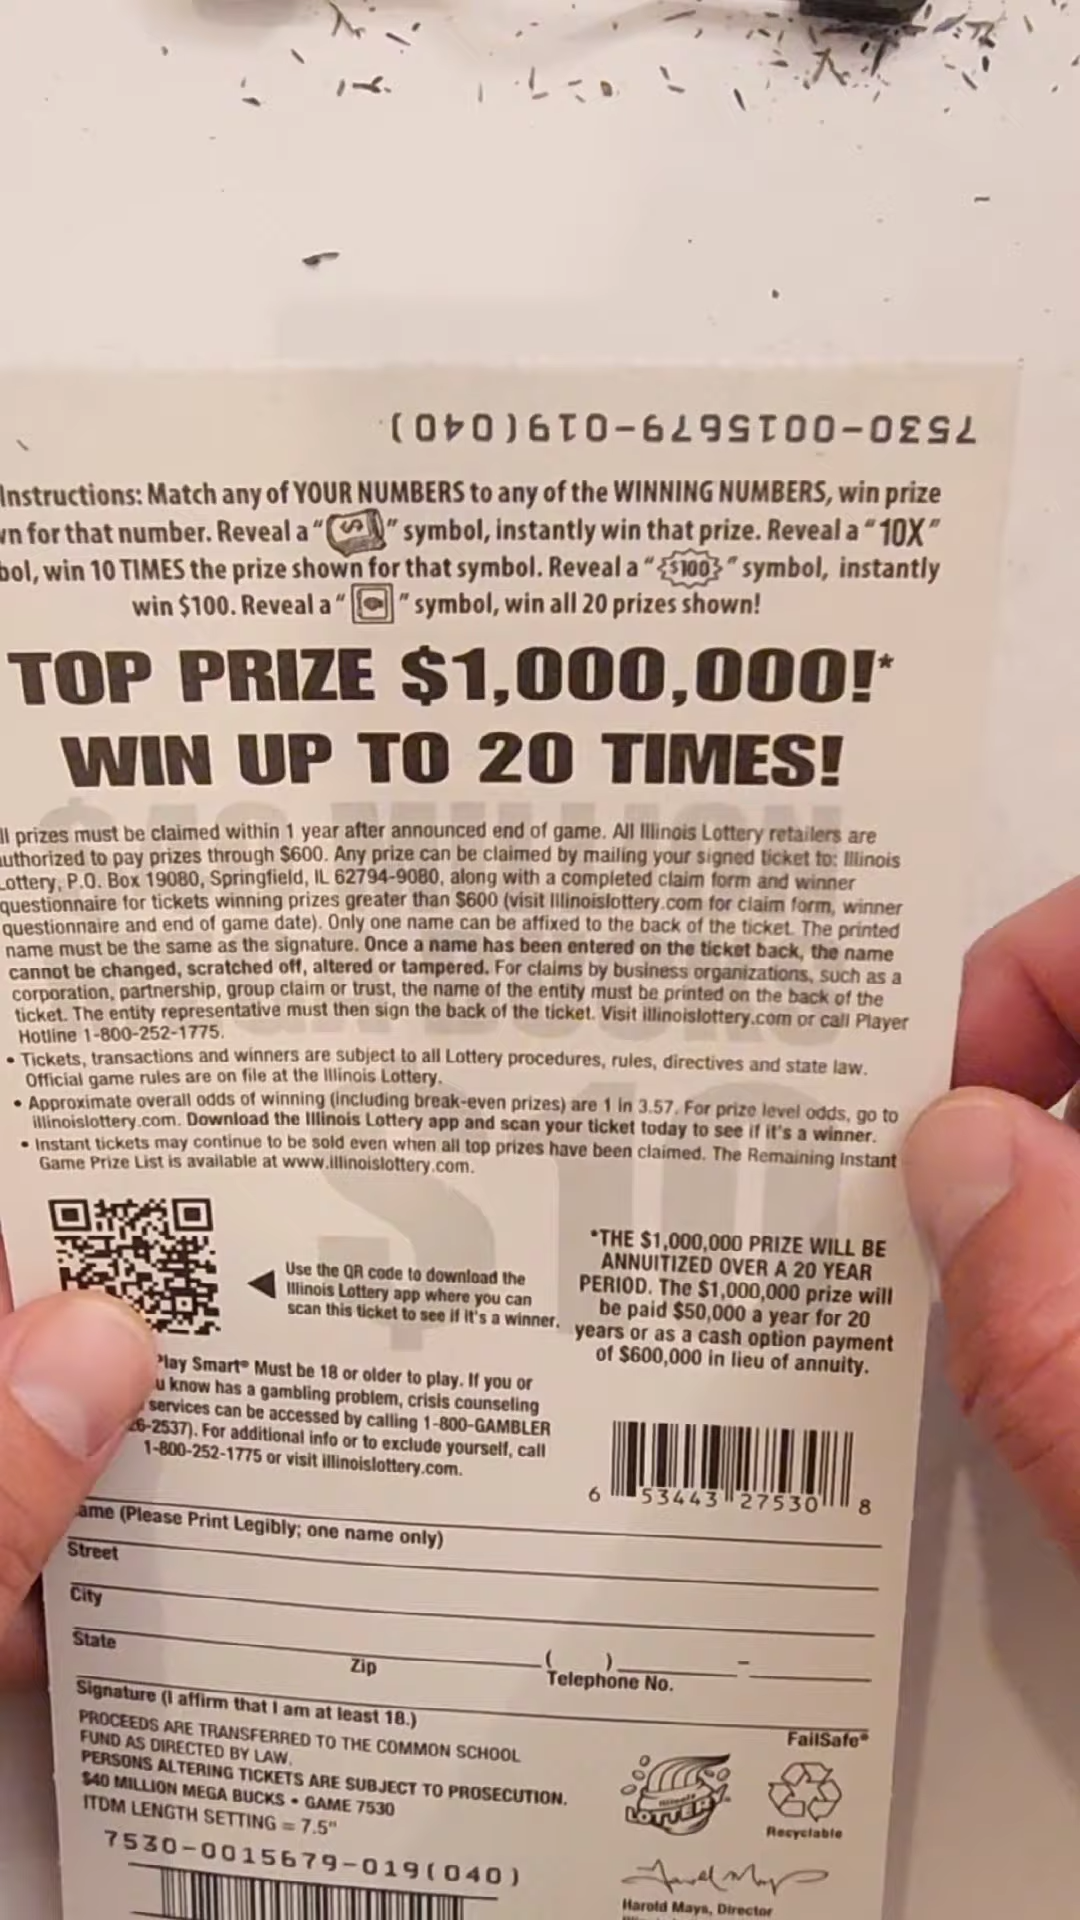 7530-0015679-019(040)
Instructions: Match any of YOUR NUMBERS to any of the WINNING NUMBERS, win prize
for that number. Reveal a "$" symbol, instantly win that prize. Reveal a "10X"
win 10 TIMES the prize shown for that symbol. Reveal a "$100" symbol, instantly
win $100. Reveal a " " symbol, win all 20 prizes shown!
TOP PRIZE $1,000,000!*
WIN UP TO 20 TIMES!
prizes must be claimed within 1 year after announced end of game. All Illinois Lottery retailers are
authorized to pay prizes through $600. Any prize can be claimed by mailing your signed ticket to: Illinois
Lottery, P.O. Box 19080, Springfield, IL 62794-9080, along with a completed claim form and winner
questionnaire for tickets winning prizes greater than $600 (visit Illinoislottery.com for claim form, winner
questionnaire and end of game date). Only one name can be affixed to the back of the ticket. The printed
name must be the same as the signature. Once a name has been entered on the ticket back, the name
cannot be changed, scratched off, altered or tampered. For claims by business organizations, such as a
corporation, partnership, group claim or trust, the name of the entity must be printed on the back of the
ticket. The entity representative must then sign the back of the ticket. Visit illinoislottery.com or call Player
Hotline 1-800-252-1775.
• Tickets, transactions and winners are subject to all Lottery procedures, rules, directives and state law.
Official game rules are on file at the Illinois Lottery.
• Approximate overall odds of winning (including break-even prizes) are 1 in 3.57. For prize level odds, go to
illinoislottery.com. Download the Illinois Lottery app and scan your ticket today to see if it's a winner.
• Instant tickets may continue to be sold even when all top prizes have been claimed. The Remaining Instant
Game Prize List is available at www.illinoislottery.com.
Use the QR code to download the
Illinois Lottery app where you can
scan this ticket to see if it's a winner.
*THE $1,000,000 PRIZE WILL BE
ANNUITIZED OVER A 20 YEAR
PERIOD. The $1,000,000 prize will
be paid $50,000 a year for 20
years or as a cash option payment
of $600,000 in lieu of annuity.
Play Smart® Must be 18 or older to play. If you or
know has a gambling problem, crisis counseling
services can be accessed by calling 1-800-GAMBLER
26-2537). For additional info or to exclude yourself, call
1-800-252-1775 or visit illinoislottery.com.
6 53443 27530 8
ame (Please Print Legibly; one name only)
Street
City
State
Zip
( ) -
Telephone No.
Signature (I affirm that I am at least 18.)
PROCEEDS ARE TRANSFERRED TO THE COMMON SCHOOL
FUND AS DIRECTED BY LAW.
PERSONS ALTERING TICKETS ARE SUBJECT TO PROSECUTION.
$40 MILLION MEGA BUCKS • GAME 7530
ITDM LENGTH SETTING = 7.5"
7530-0015679-019(040)
FailSafe®
Illinois
LOTTERY
Recyclable
Harold Mays, Director